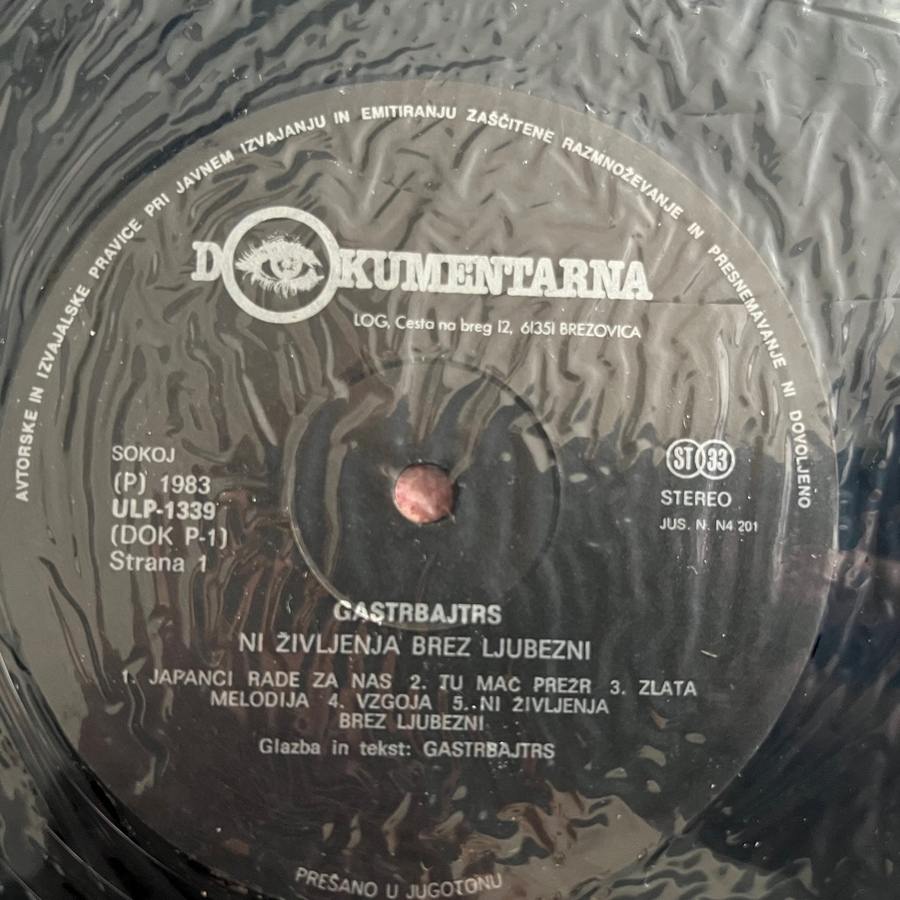 AVTORSKE IN IZVAJALSKE PRAVICE PRI JAVNEM IZVAJANJU IN EMITIRANJU ZAŠČITENE RAZMNOŽEVANJE IN PRESNEMAVANJE NI DOVOLJENO
DOKUMENTARNA
LOG, Cesta na breg 12, 61351 BREZOVICA
SOKOJ
(P) 1983
ULP-1339
(DOK P-1)
Strana 1
ST 33
STEREO
JUS. N. N4 201
GASTRBAJTRS
NI ŽIVLJENJA BREZ LJUBEZNI
1. JAPANCI RADE ZA NAS 2. TU MAČ PREŽR 3. ZLATA
MELODIJA 4. VZGOJA 5. NI ŽIVLJENJA
BREZ LJUBEZNI
Glazba in tekst: GASTRBAJTRS
PREŠANO U JUGOTONU